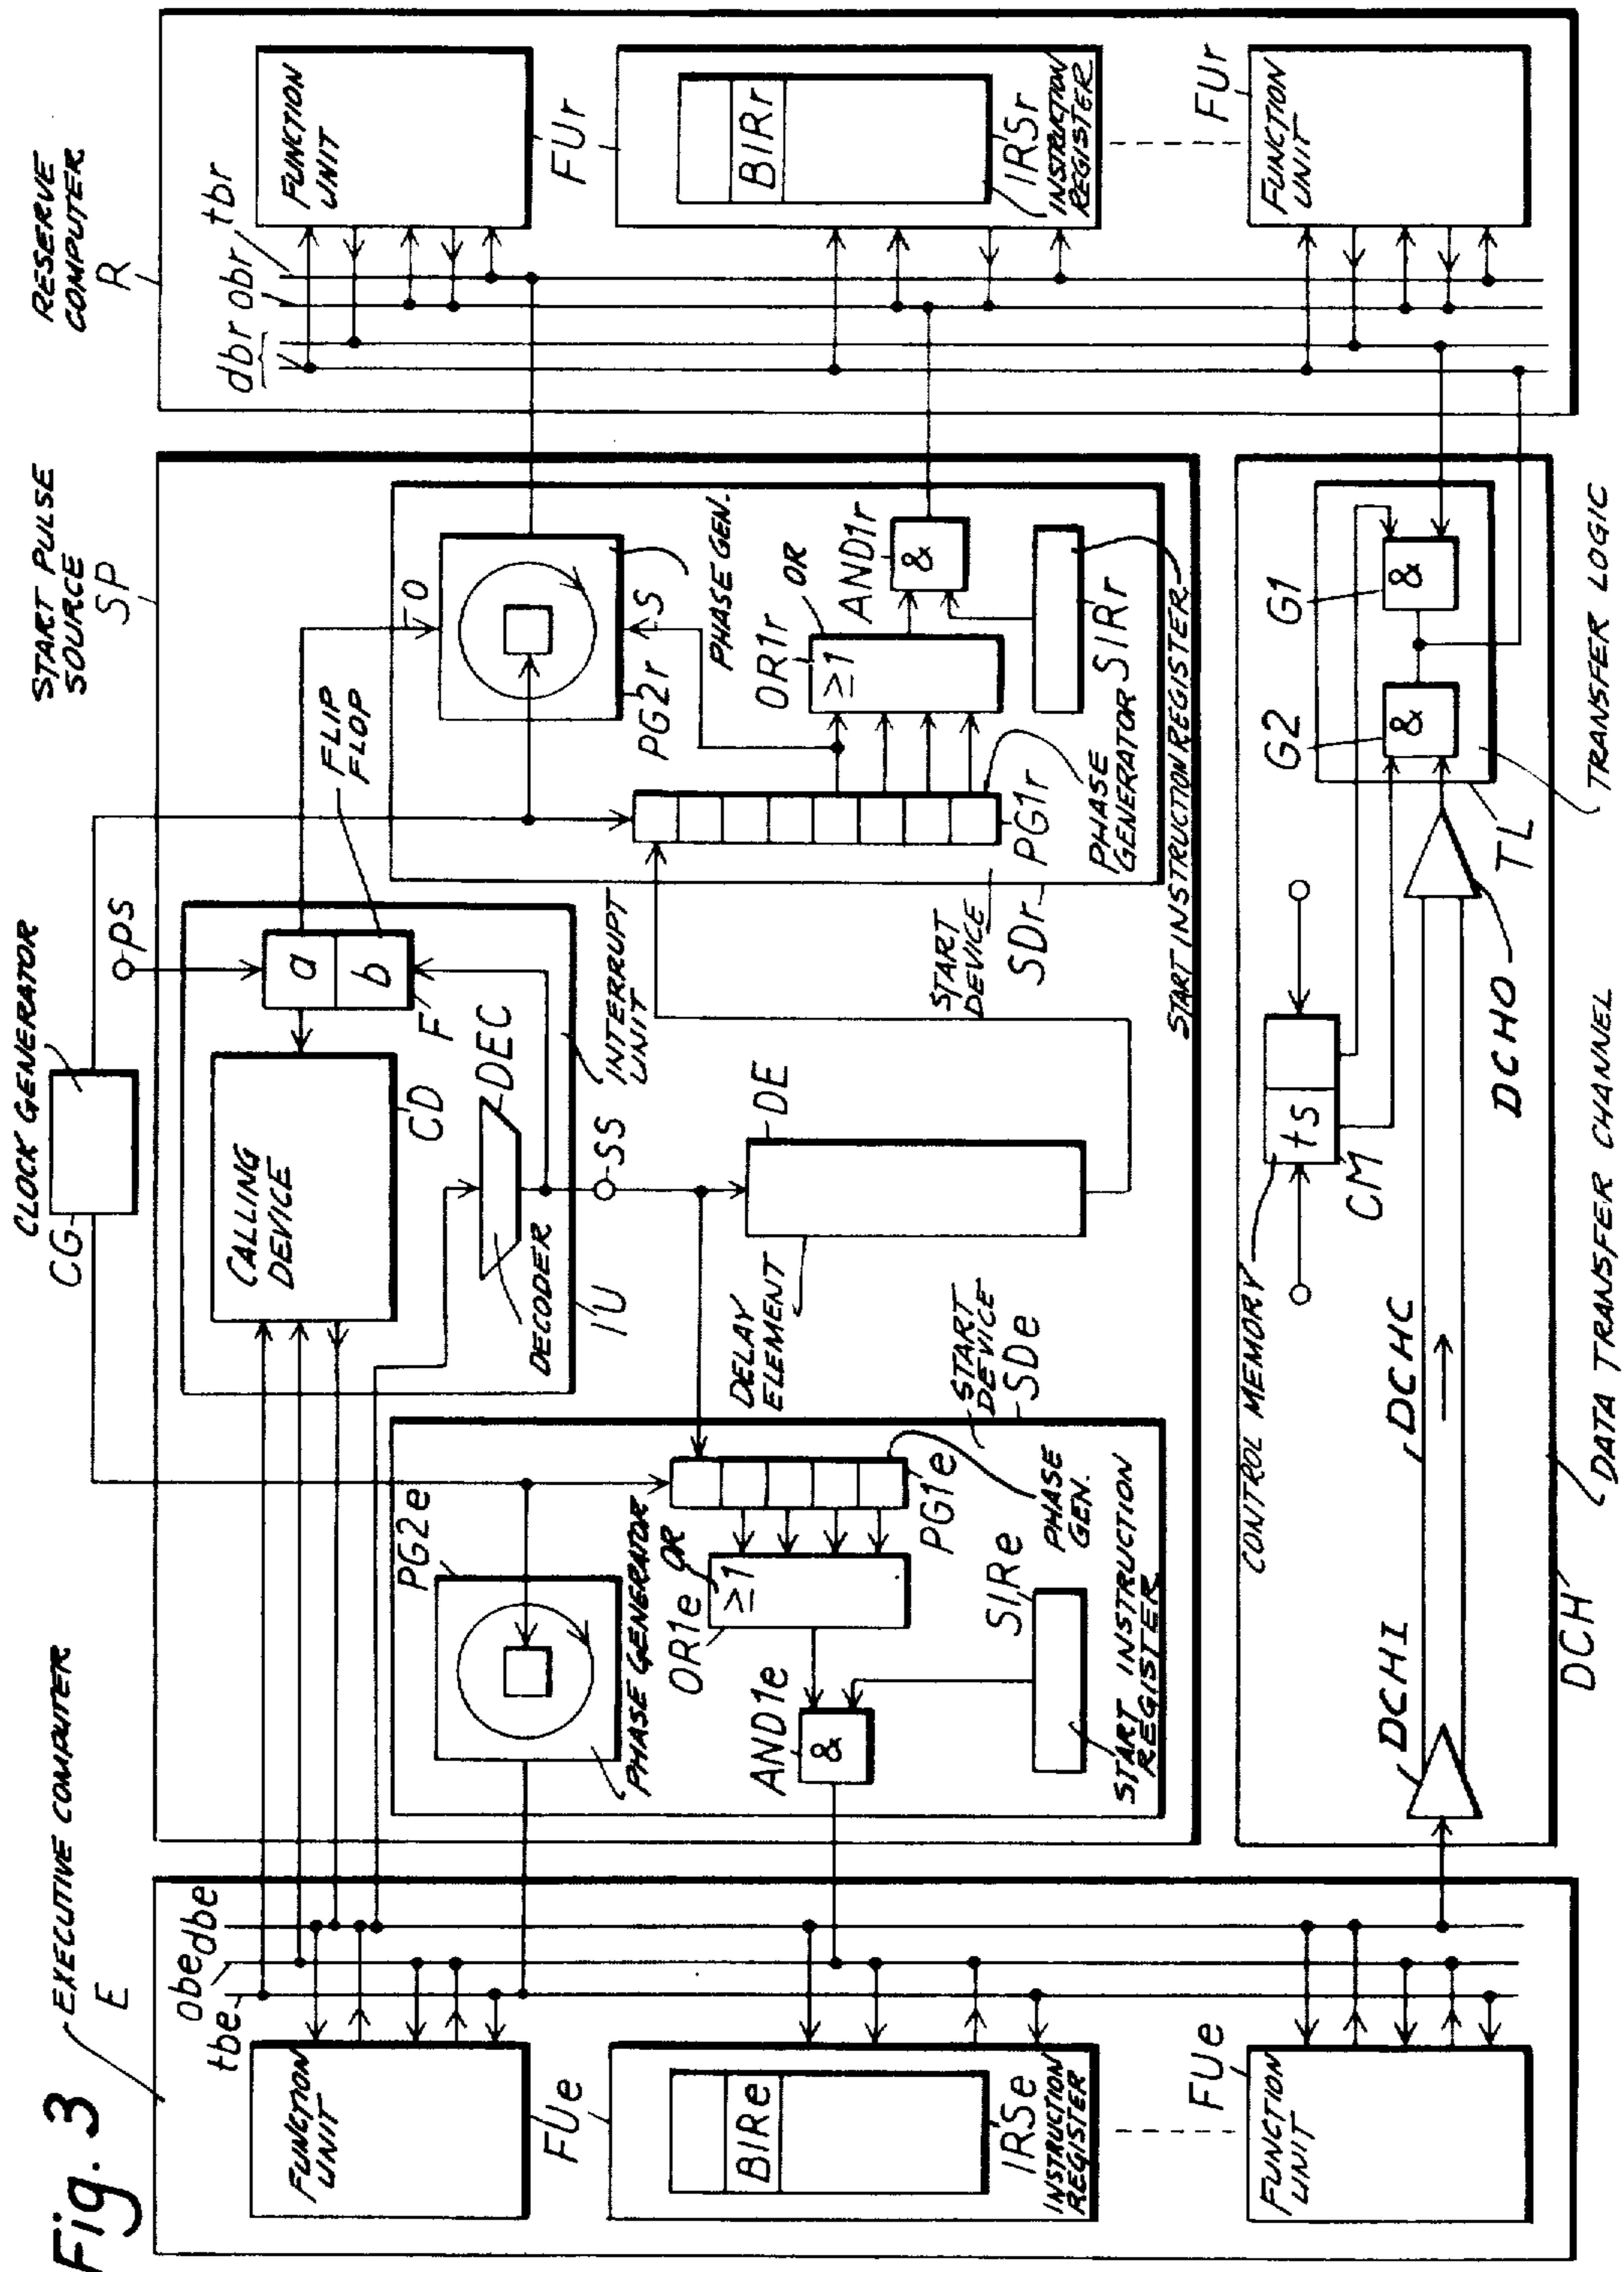 Fig. 3
EXECUTIVE COMPUTER
E
tbe
obe
dbe
FUNCTION
UNIT
FUe
BIRe
IRSe
INSTRUCTION
REGISTER
FUe
FUNCTION
UNIT
CLOCK GENERATOR
CG
START PULSE
SOURCE
SP
ps
CALLING
DEVICE
CD
a
b
F
FLIP
FLOP
DECODER
DEC
IU
INTERRUPT
UNIT
SS
DELAY
ELEMENT
DE
PG2e
PHASE GENERATOR
OR1e
OR
≥1
PG1e
PHASE
GEN.
AND1e
&
SIRe
START INSTRUCTION
REGISTER
START
DEVICE
SDe
O
S
PG2r
PHASE GEN.
OR1r
OR
≥1
AND1r
&
PG1r
PHASE
GENERATOR
SIRr
START
DEVICE
SDr
START INSTRUCTION REGISTER
RESERVE
COMPUTER
R
dbr
obr
tbr
FUNCTION
UNIT
FUr
BIRr
IRSr
INSTRUCTION
REGISTER
FUr
FUNCTION
UNIT
CONTROL MEMORY
ts
CM
DCHI
DCHC
DCHO
G2
G1
&
&
TL
TRANSFER LOGIC
DCH
DATA TRANSFER CHANNEL